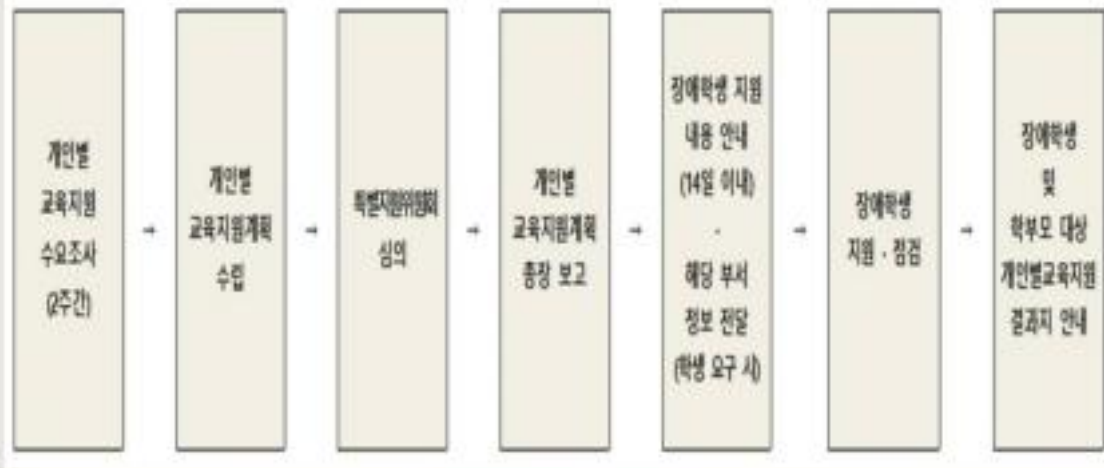 개인별
교육지원
수요조사
(2주간)
→
개인별
교육지원계획
수립
→
특별지원위원회
심의
→
개인별
교육지원계획
총장 보고
→
장애학생 지원
내용 안내
(14일 이내)
·
해당 부서
정보 전달
(학생 요구 시)
→
장애학생
지원 · 점검
→
장애학생
및
학부모 대상
개인별교육지원
결과지 안내